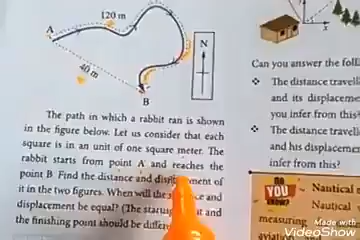 120 m
A
N
40 m
B
Can you answer the foll
The distance travell
and its displaceme
you infer from this
The distance travell
and his displacemen
infer from this?
The path in which a rabbit ran is shown
in the figure below. Let us consider that each
square is in an unit of one square meter. The
rabbit starts from point A and reaches the
point B. Find the distance and displacement of
it in the two figures. When will the and
displacement be equal? (The starting and
the finishing point should be
DO
YOU
Nautical
Nautical
measuring
aviati
Made with
VideoShow